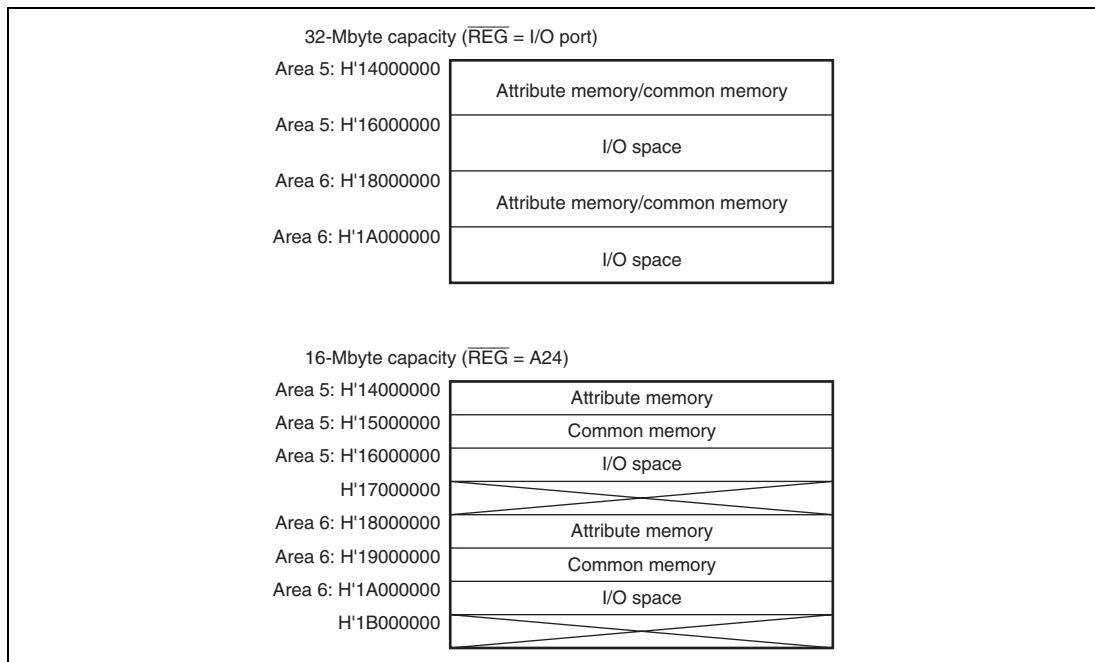 32-Mbyte capacity (REG = I/O port)
Area 5: H'14000000
Attribute memory/common memory
Area 5: H'16000000
I/O space
Area 6: H'18000000
Attribute memory/common memory
Area 6: H'1A000000
I/O space
16-Mbyte capacity (REG = A24)
Area 5: H'14000000
Attribute memory
Area 5: H'15000000
Common memory
Area 5: H'16000000
I/O space
H'17000000
Area 6: H'18000000
Attribute memory
Area 6: H'19000000
Common memory
Area 6: H'1A000000
I/O space
H'1B000000